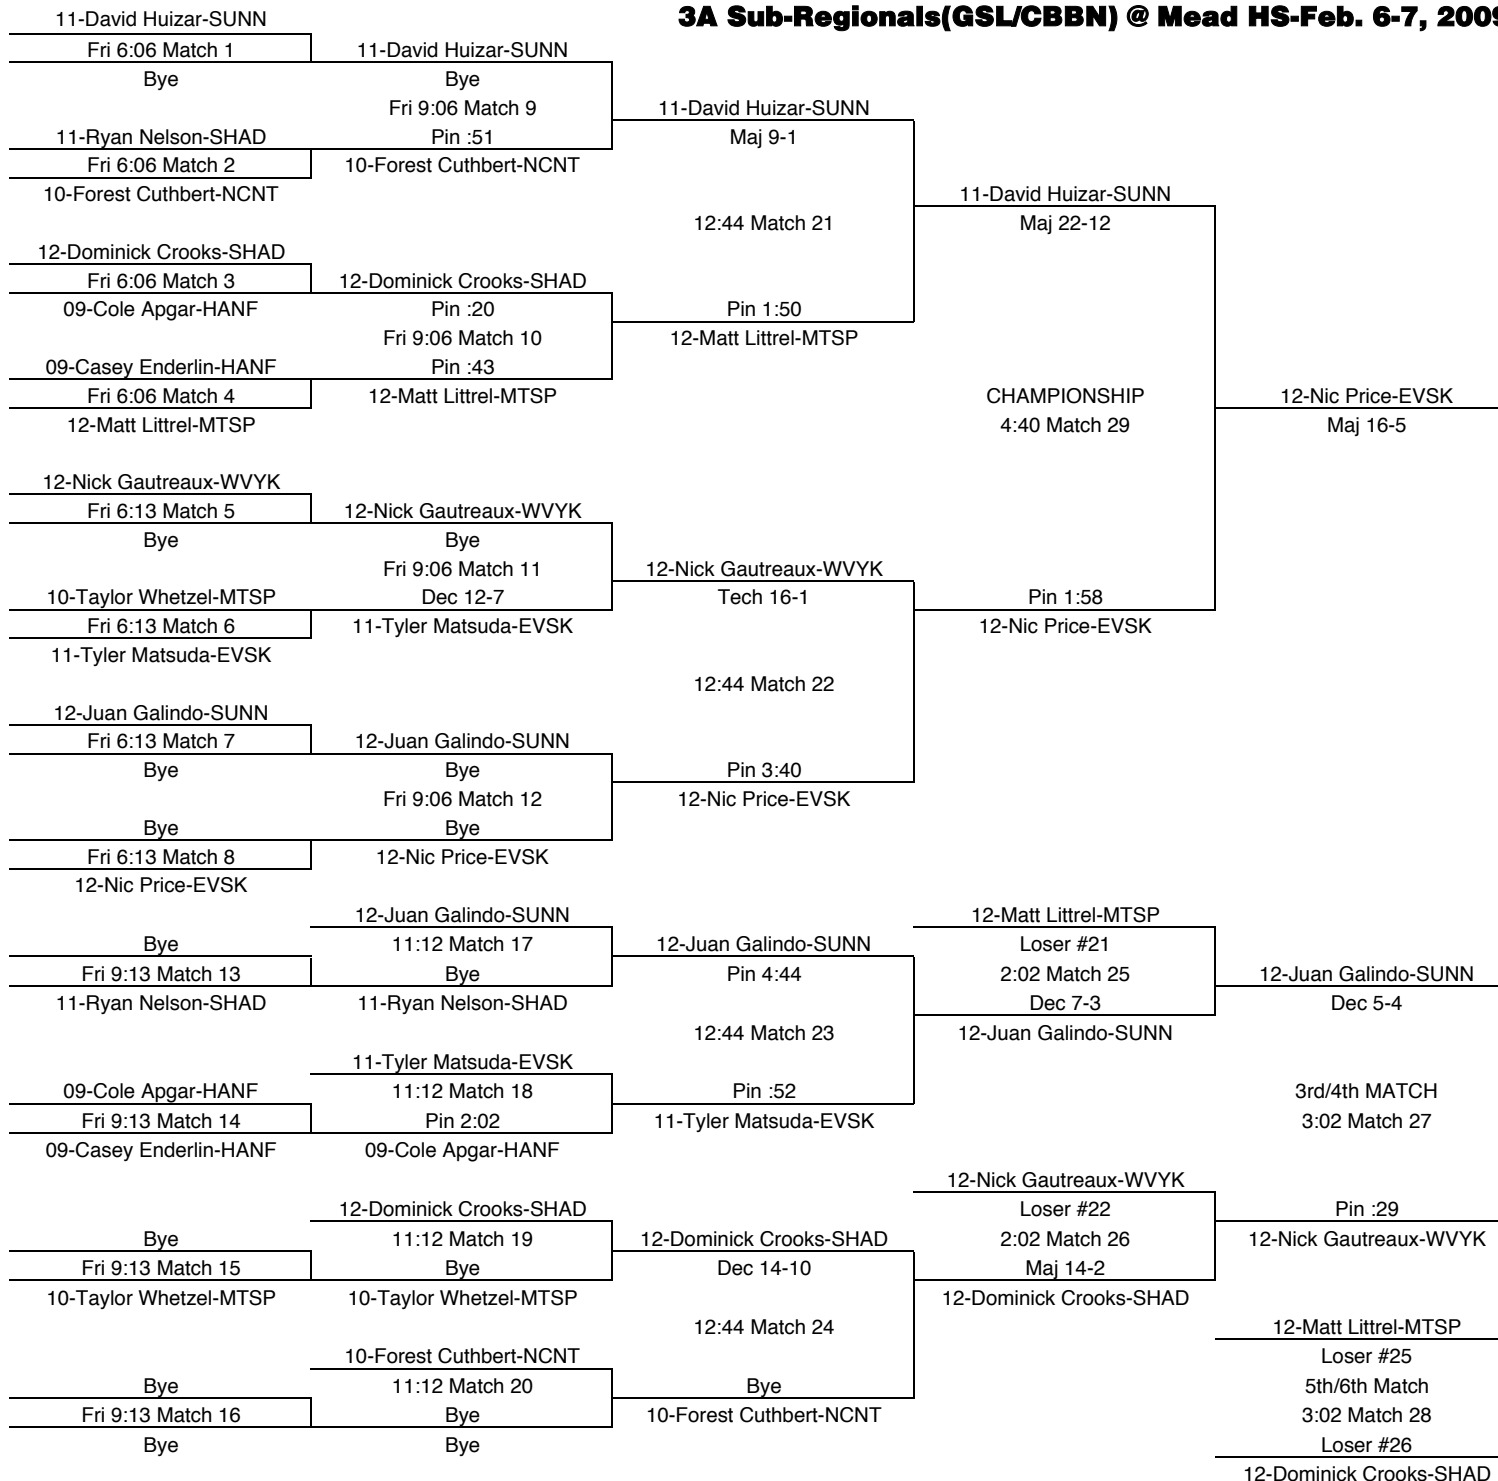 3A Sub-Regionals(GSL/CBBN) @ Mead HS-Feb. 6-7, 2009
11-David Huizar-SUNN
Fri 6:06 Match 1
Bye
11-Ryan Nelson-SHAD
Fri 6:06 Match 2
10-Forest Cuthbert-NCNT
12-Dominick Crooks-SHAD
Fri 6:06 Match 3
09-Cole Apgar-HANF
09-Casey Enderlin-HANF
Fri 6:06 Match 4
12-Matt Littrel-MTSP
12-Nick Gautreaux-WVYK
Fri 6:13 Match 5
Bye
10-Taylor Whetzel-MTSP
Fri 6:13 Match 6
11-Tyler Matsuda-EVSK
12-Juan Galindo-SUNN
Fri 6:13 Match 7
Bye
Bye
Fri 6:13 Match 8
12-Nic Price-EVSK
11-David Huizar-SUNN
Bye
Fri 9:06 Match 9
Pin :51
10-Forest Cuthbert-NCNT
12-Dominick Crooks-SHAD
Pin :20
Fri 9:06 Match 10
Pin :43
12-Matt Littrel-MTSP
12-Nick Gautreaux-WVYK
Bye
Fri 9:06 Match 11
Dec 12-7
11-Tyler Matsuda-EVSK
12-Juan Galindo-SUNN
Bye
Fri 9:06 Match 12
Bye
12-Nic Price-EVSK
11-David Huizar-SUNN
Maj 9-1
12:44 Match 21
Pin 1:50
12-Matt Littrel-MTSP
12-Nick Gautreaux-WVYK
Tech 16-1
12:44 Match 22
Pin 3:40
12-Nic Price-EVSK
11-David Huizar-SUNN
Maj 22-12
CHAMPIONSHIP
4:40 Match 29
Pin 1:58
12-Nic Price-EVSK
12-Nic Price-EVSK
Maj 16-5
Bye
Fri 9:13 Match 13
11-Ryan Nelson-SHAD
09-Cole Apgar-HANF
Fri 9:13 Match 14
09-Casey Enderlin-HANF
Bye
Fri 9:13 Match 15
10-Taylor Whetzel-MTSP
Bye
Fri 9:13 Match 16
Bye
12-Juan Galindo-SUNN
11:12 Match 17
Bye
11-Ryan Nelson-SHAD
11-Tyler Matsuda-EVSK
11:12 Match 18
Pin 2:02
09-Cole Apgar-HANF
12-Dominick Crooks-SHAD
11:12 Match 19
Bye
10-Taylor Whetzel-MTSP
10-Forest Cuthbert-NCNT
11:12 Match 20
Bye
Bye
12-Juan Galindo-SUNN
Pin 4:44
12:44 Match 23
Pin :52
11-Tyler Matsuda-EVSK
12-Dominick Crooks-SHAD
Dec 14-10
12:44 Match 24
Bye
10-Forest Cuthbert-NCNT
12-Matt Littrel-MTSP
Loser #21
2:02 Match 25
Dec 7-3
12-Juan Galindo-SUNN
12-Nick Gautreaux-WVYK
Loser #22
2:02 Match 26
Maj 14-2
12-Dominick Crooks-SHAD
12-Juan Galindo-SUNN
Dec 5-4
3rd/4th MATCH
3:02 Match 27
Pin :29
12-Nick Gautreaux-WVYK
12-Matt Littrel-MTSP
Loser #25
5th/6th Match
3:02 Match 28
Loser #26
12-Dominick Crooks-SHAD